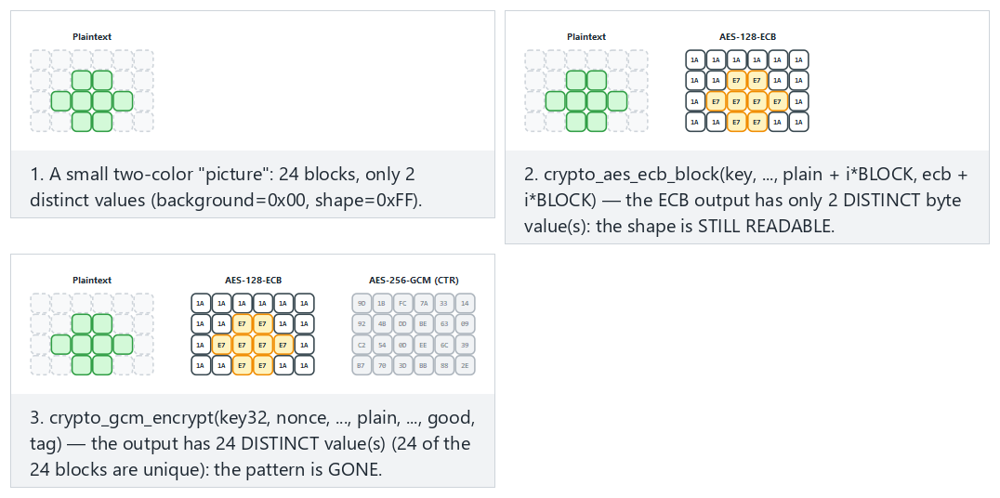 Plaintext
1. A small two-color "picture": 24 blocks, only 2
distinct values (background=0x00, shape=0xFF).
Plaintext AES-128-ECB
1A 1A 1A 1A 1A 1A
1A 1A E7 E7 1A 1A
1A E7 E7 E7 E7 1A
1A 1A E7 E7 1A 1A
2. crypto_aes_ecb_block(key, ..., plain + i*BLOCK, ecb +
i*BLOCK) — the ECB output has only 2 DISTINCT byte
value(s): the shape is STILL READABLE.
Plaintext AES-128-ECB AES-256-GCM (CTR)
1A 1A 1A 1A 1A 1A 9D 1B FC 7A 33 14
1A 1A E7 E7 1A 1A 92 4B DD BE 63 09
1A E7 E7 E7 E7 1A C2 54 0D EE 6C 39
1A 1A E7 E7 1A 1A B7 70 3D BB 88 2E
3. crypto_gcm_encrypt(key32, nonce, ..., plain, ..., good,
tag) — the output has 24 DISTINCT value(s) (24 of the
24 blocks are unique): the pattern is GONE.